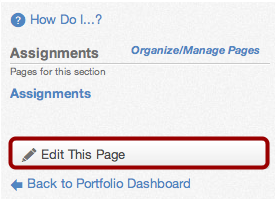 How Do I...?
Assignments Organize/Manage Pages
Pages for this section
Assignments
Edit This Page
Back to Portfolio Dashboard